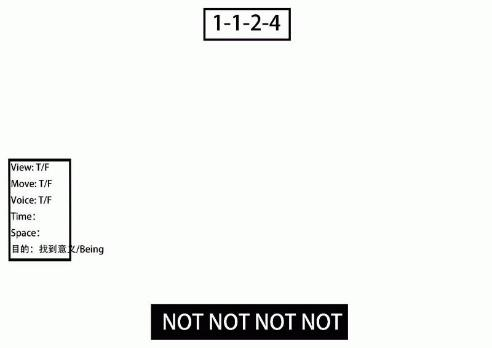 1-1-2-4
View: T/F
Move: T/F
Voice: T/F
Time：
Space：
目的：找到意义/Being
NOT NOT NOT NOT